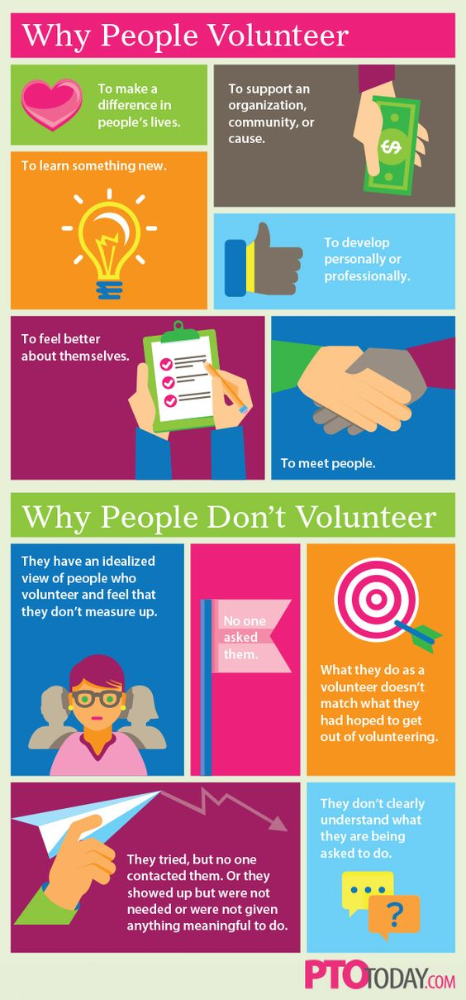 Why People Volunteer
To make a
difference in
people's lives.
To support an
organization,
community, or
cause.
$
To learn something new.
To develop
personally or
professionally.
To feel better
about themselves.
To meet people.
Why People Don't Volunteer
They have an idealized
view of people who
volunteer and feel that
they don't measure up.
No one
asked
them.
What they do as a
volunteer doesn't
match what they
had hoped to get
out of volunteering.
They tried, but no one
contacted them. Or they
showed up but were not
needed or were not given
anything meaningful to do.
They don't clearly
understand what
they are being
asked to do.
...
?
PTOTODAY.COM